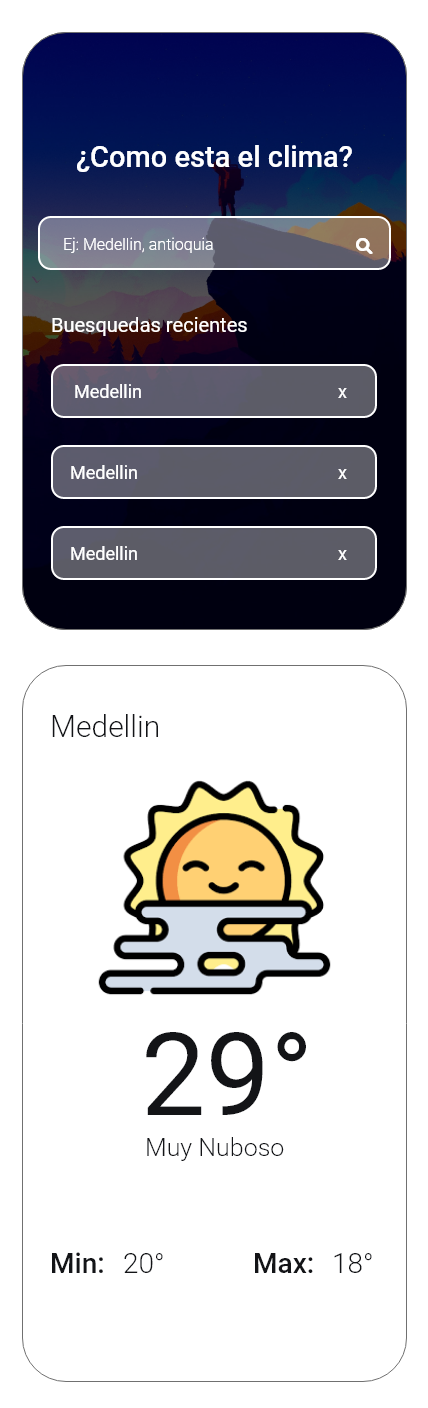 ¿Como esta el clima?
Ej: Medellin, antioquia
Buesquedas recientes
Medellin x
Medellin x
Medellin x
Medellin
29°
Muy Nuboso
Min: 20° Max: 18°